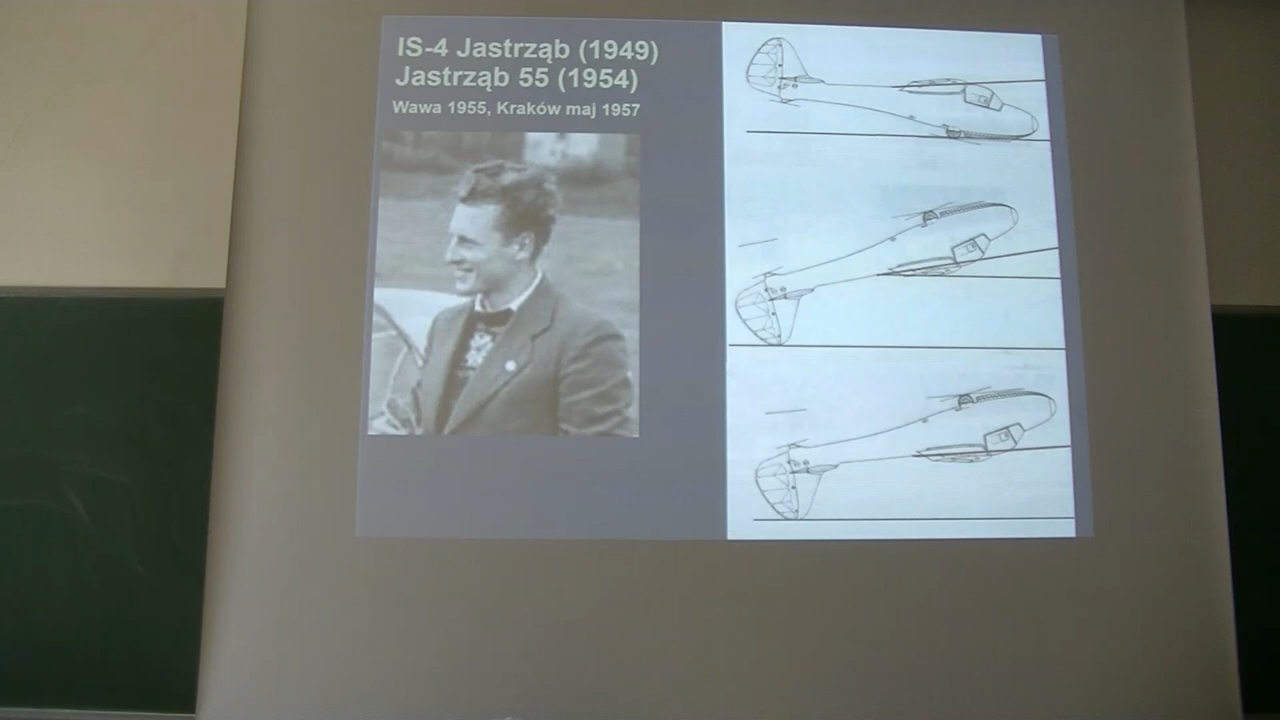 IS-4 Jastrząb (1949)
Jastrząb 55 (1954)
Wawa 1955, Kraków maj 1957